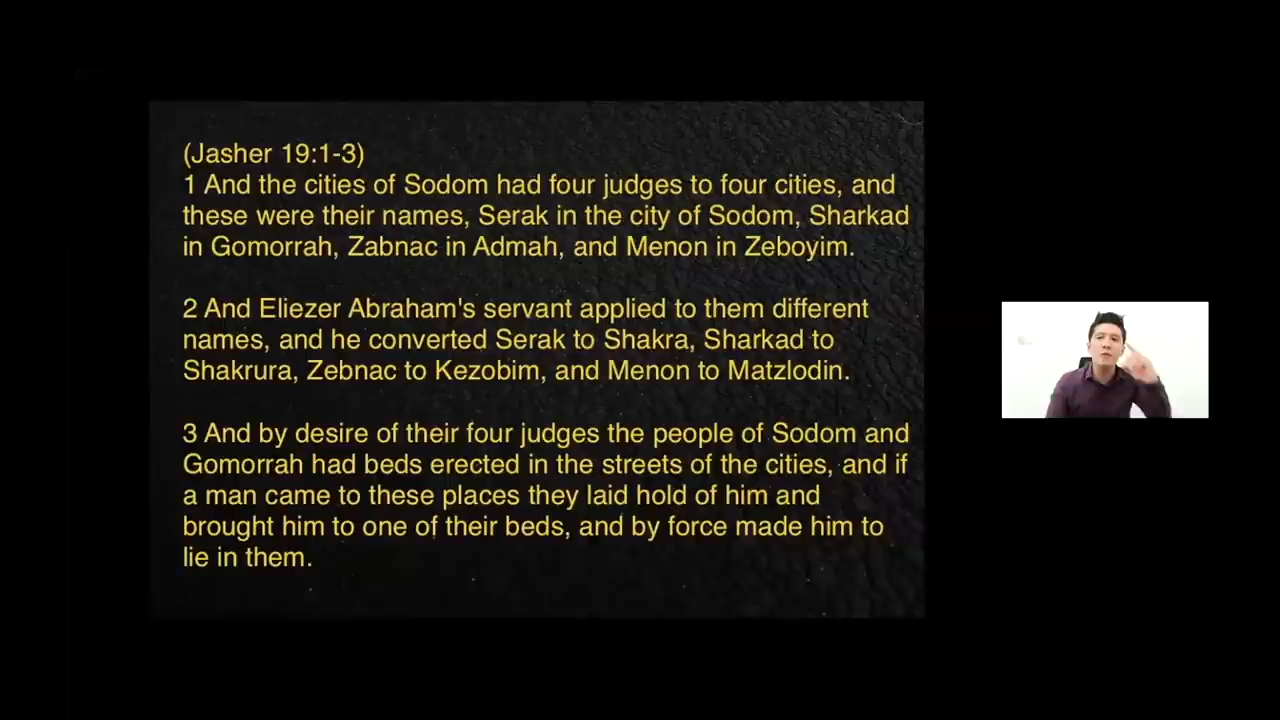 (Jasher 19:1-3)
1 And the cities of Sodom had four judges to four cities, and
these were their names, Serak in the city of Sodom, Sharkad
in Gomorrah, Zabnac in Admah, and Menon in Zeboyim.
2 And Eliezer Abraham's servant applied to them different
names, and he converted Serak to Shakra, Sharkad to
Shakrura, Zebnac to Kezobim, and Menon to Matzlodin.
3 And by desire of their four judges the people of Sodom and
Gomorrah had beds erected in the streets of the cities, and if
a man came to these places they laid hold of him and
brought him to one of their beds, and by force made him to
lie in them.